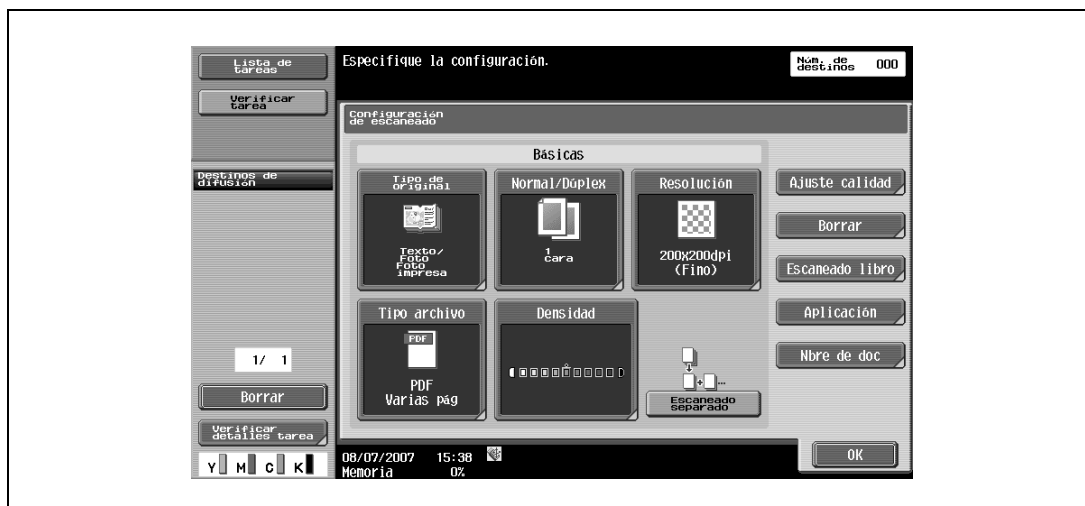 Lista de
tareas
Verificar
tarea
Destinos de
difusión
1/ 1
Borrar
Verificar
detalles tarea
Y M C K
Especifique la configuración.
Núm. de
destinos 000
Configuración
de escaneado
Básicas
Tipo de
original
Texto/
Foto
Foto
impresa
Normal/Dúplex
1
cara
Resolución
200x200dpi
(Fino)
Tipo archivo
PDF
PDF
Varias pág
Densidad
Escaneado
separado
Ajuste calidad
Borrar
Escaneado libro
Aplicación
Nbre de doc
08/07/2007 15:38
Memoria 0%
OK